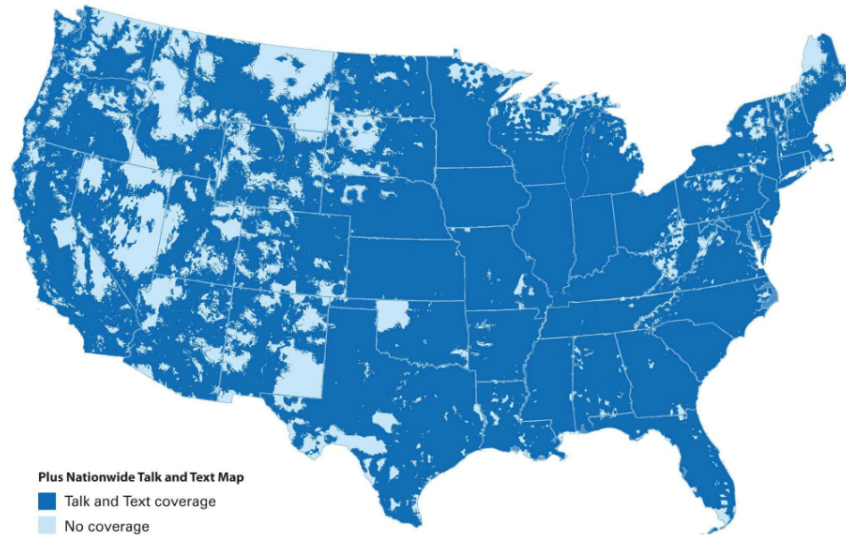 Plus Nationwide Talk and Text Map
Talk and Text coverage
No coverage